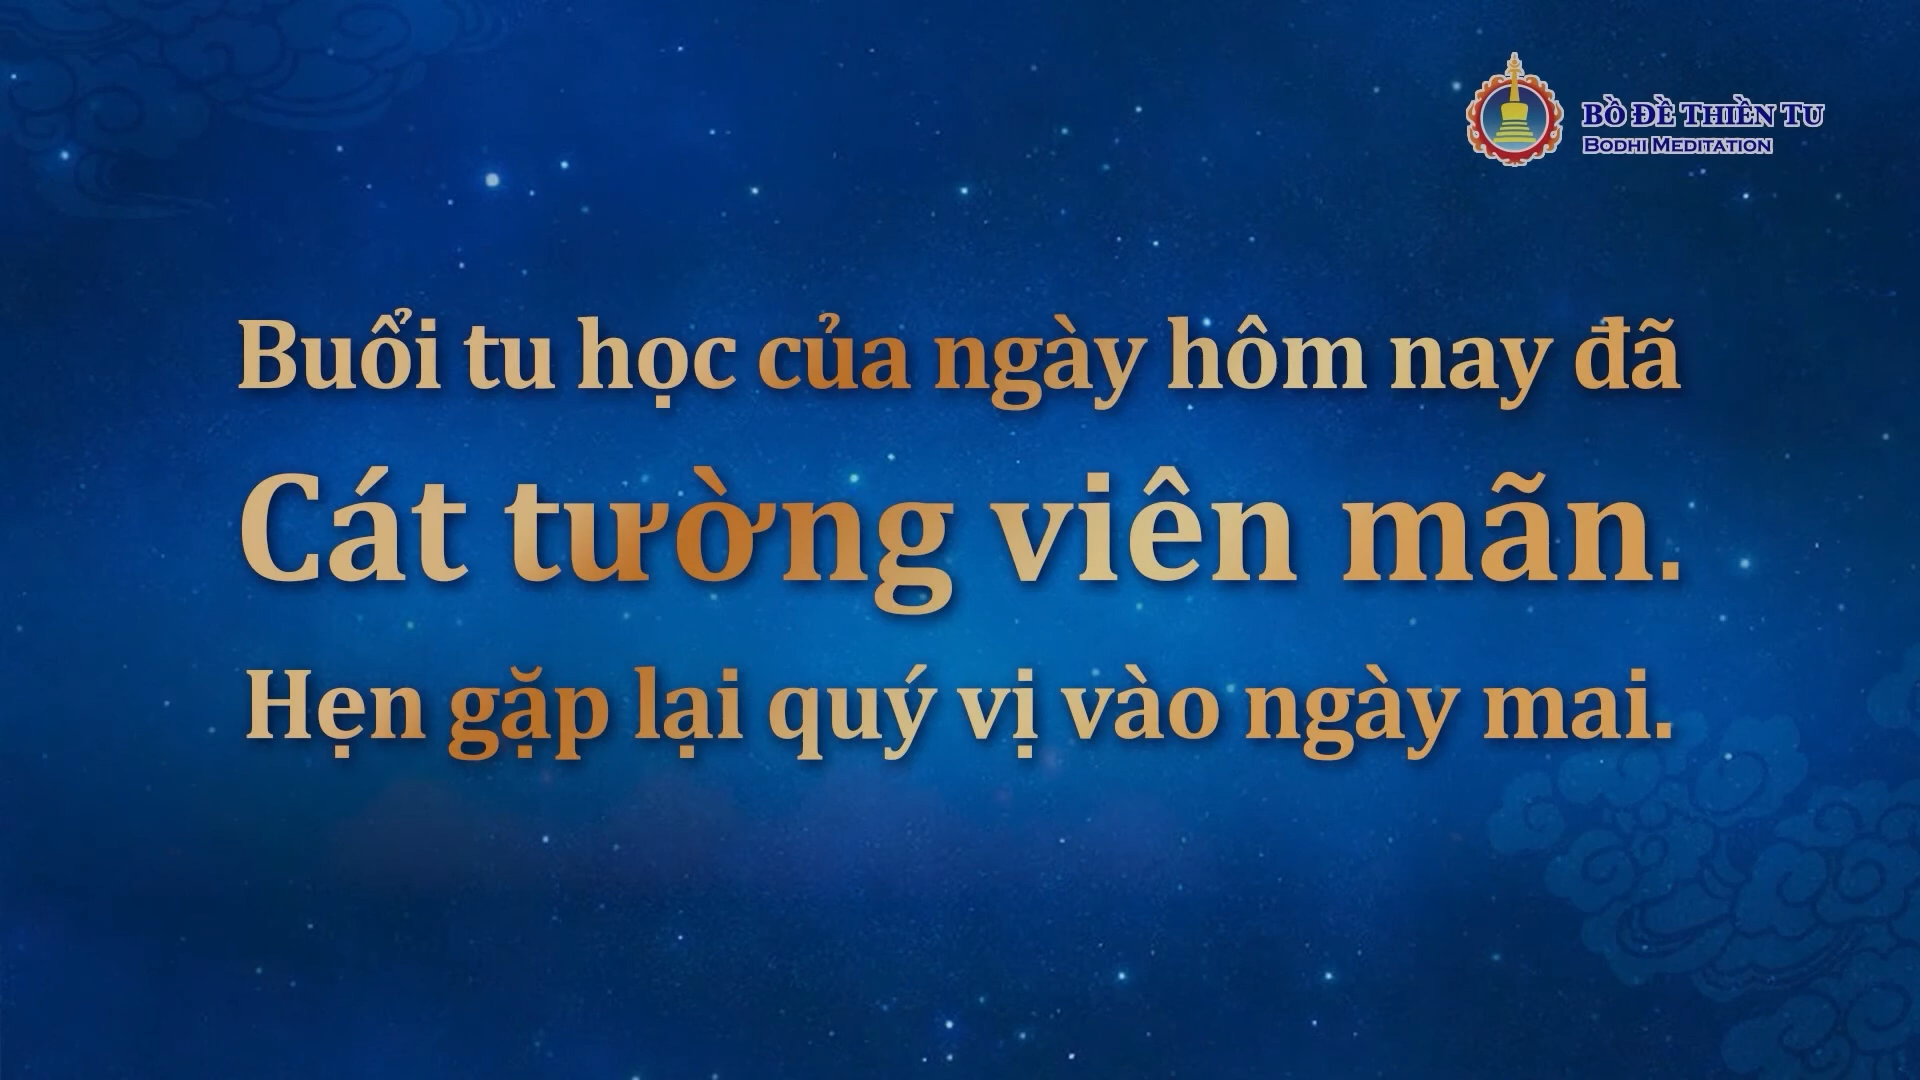 BỒ ĐỀ THIỀN TU
BODHI MEDITATION
Buổi tu học của ngày hôm nay đã
Cát tường viên mãn.
Hẹn gặp lại quý vị vào ngày mai.